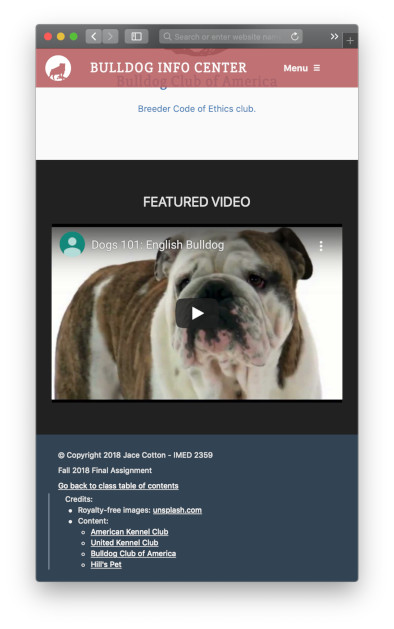 Search or enter website nam
BULLDOG INFO CENTER
Menu
Bulldog Club of America
Breeder Code of Ethics club.
FEATURED VIDEO
Dogs 101: English Bulldog
© Copyright 2018 Jace Cotton - IMED 2359
Fall 2018 Final Assignment
Go back to class table of contents
Credits:
Royalty-free images: unsplash.com
Content:
American Kennel Club
United Kennel Club
Bulldog Club of America
Hill's Pet